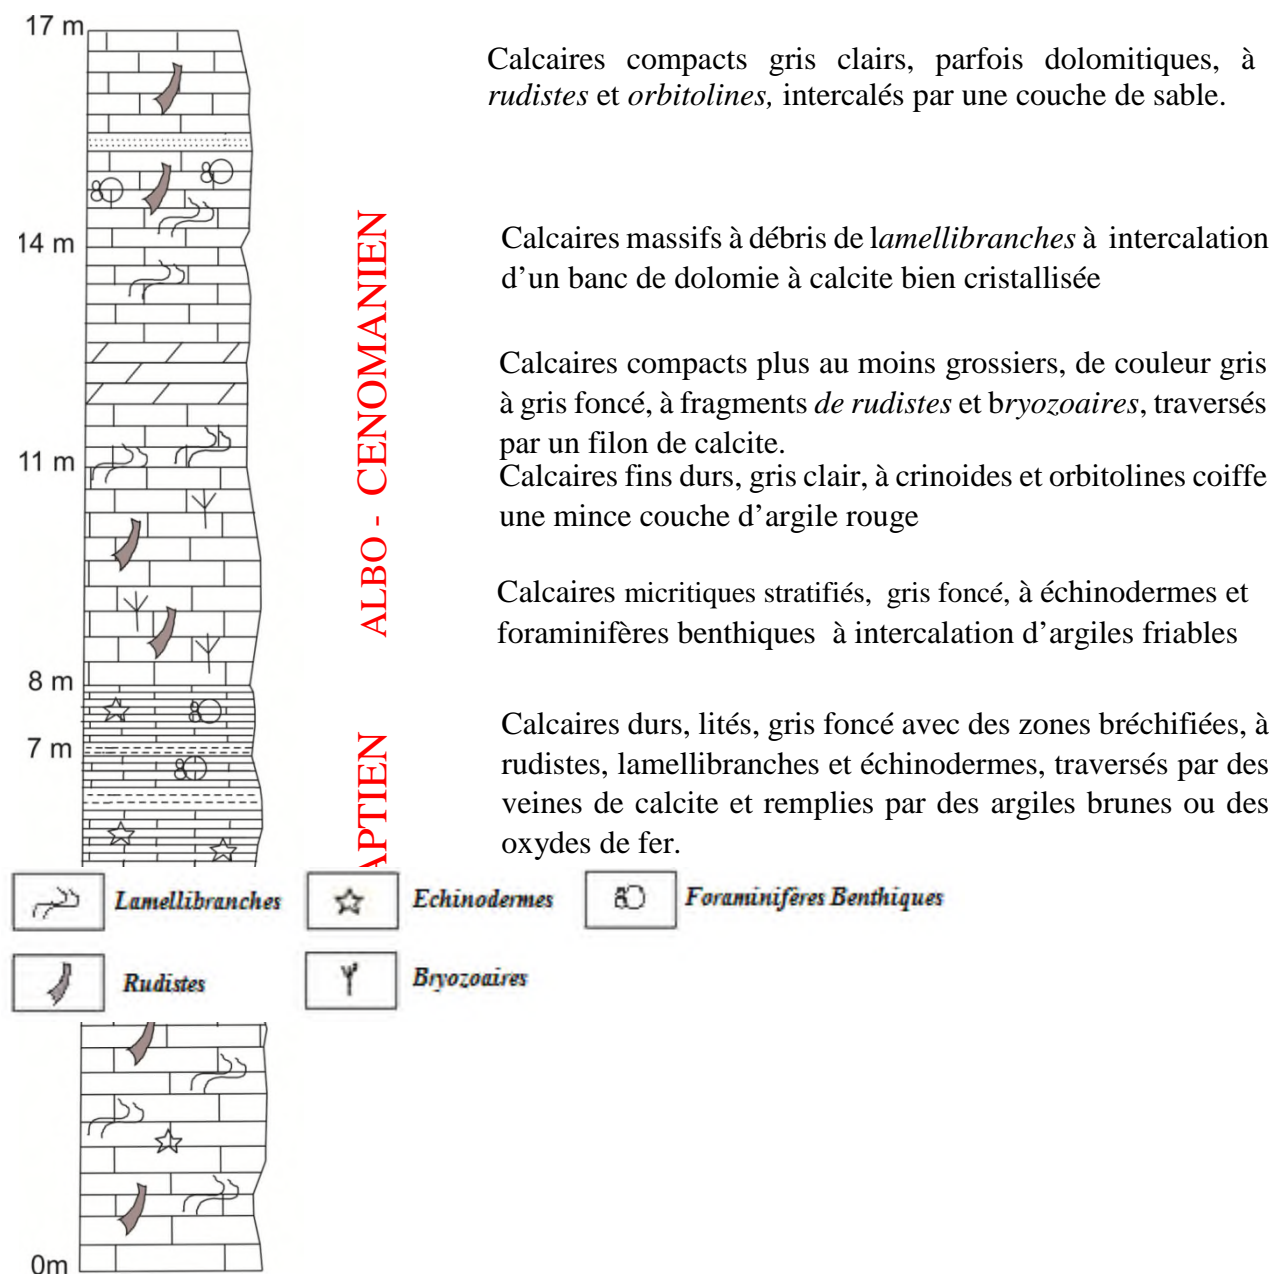 17 m
Calcaires compacts gris clairs, parfois dolomitiques, à
rudistes et orbitolines, intercalés par une couche de sable.
14 m
Calcaires massifs à débris de lamellibranches à intercalation
d’un banc de dolomie à calcite bien cristallisée
Calcaires compacts plus au moins grossiers, de couleur gris
à gris foncé, à fragments de rudistes et bryozoaires, traversés
par un filon de calcite.
11 m
Calcaires fins durs, gris clair, à crinoides et orbitolines coiffe
une mince couche d’argile rouge
ALBO - CENOMANIEN
Calcaires micritiques stratifiés, gris foncé, à échinodermes et
foraminifères benthiques à intercalation d’argiles friables
8 m
7 m
Calcaires durs, lités, gris foncé avec des zones bréchifiées, à
rudistes, lamellibranches et échinodermes, traversés par des
veines de calcite et remplies par des argiles brunes ou des
oxydes de fer.
APTIEN
Lamellibranches
Echinodermes
Foraminifères Benthiques
Rudistes
Bryozoaires
0m